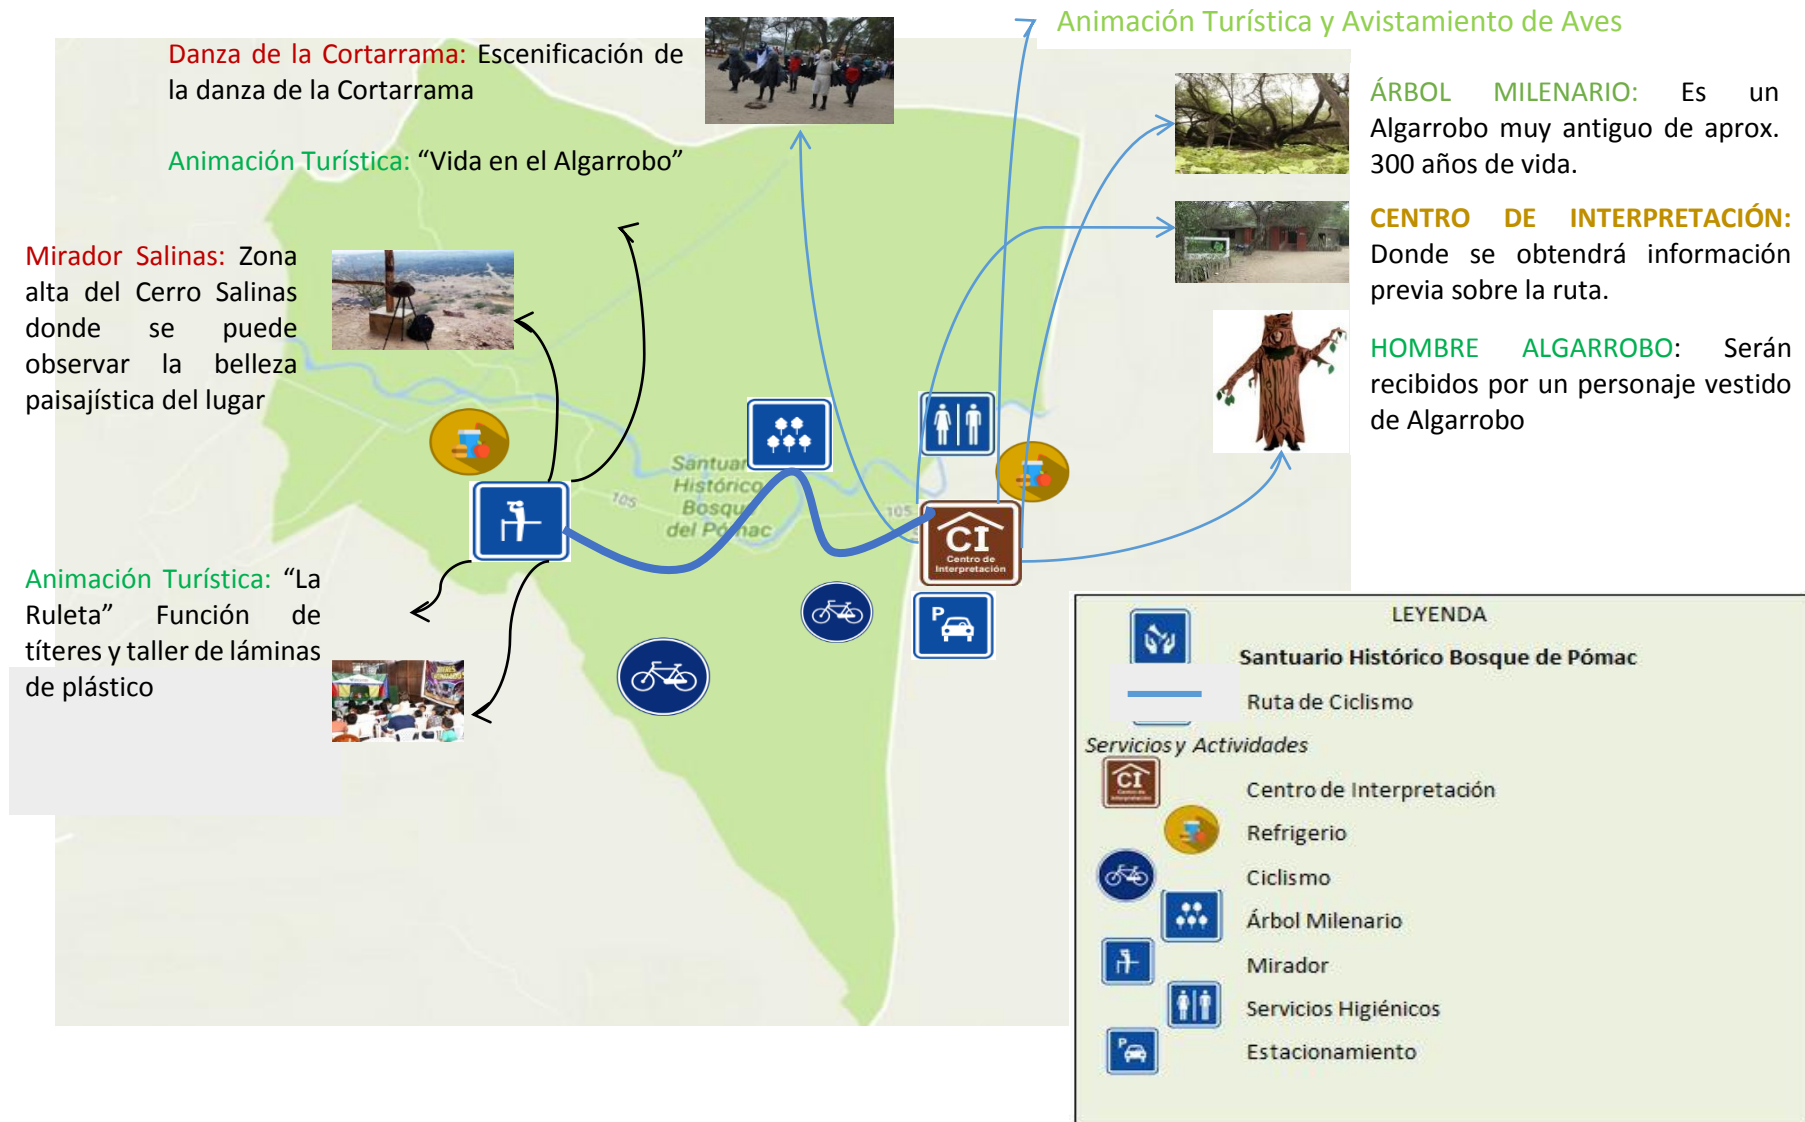 Animación Turística y Avistamiento de Aves
Danza de la Cortarrama: Escenificación de
la danza de la Cortarrama
Animación Turística: “Vida en el Algarrobo”
Mirador Salinas: Zona
alta del Cerro Salinas
donde se puede
observar la belleza
paisajística del lugar
Animación Turística: “La
Ruleta” Función de
títeres y taller de láminas
de plástico
ÁRBOL MILENARIO: Es un
Algarrobo muy antiguo de aprox.
300 años de vida.
CENTRO DE INTERPRETACIÓN:
Donde se obtendrá información
previa sobre la ruta.
HOMBRE ALGARROBO: Serán
recibidos por un personaje vestido
de Algarrobo
Santuar
Histórico
Bosqu
del Pómac
105
105
CI
Centro de
Interpretación
P
LEYENDA
Santuario Histórico Bosque de Pómac
Ruta de Ciclismo
Servicios y Actividades
CI
Centro de Interpretación
Refrigerio
Ciclismo
Árbol Milenario
Mirador
Servicios Higiénicos
P
Estacionamiento